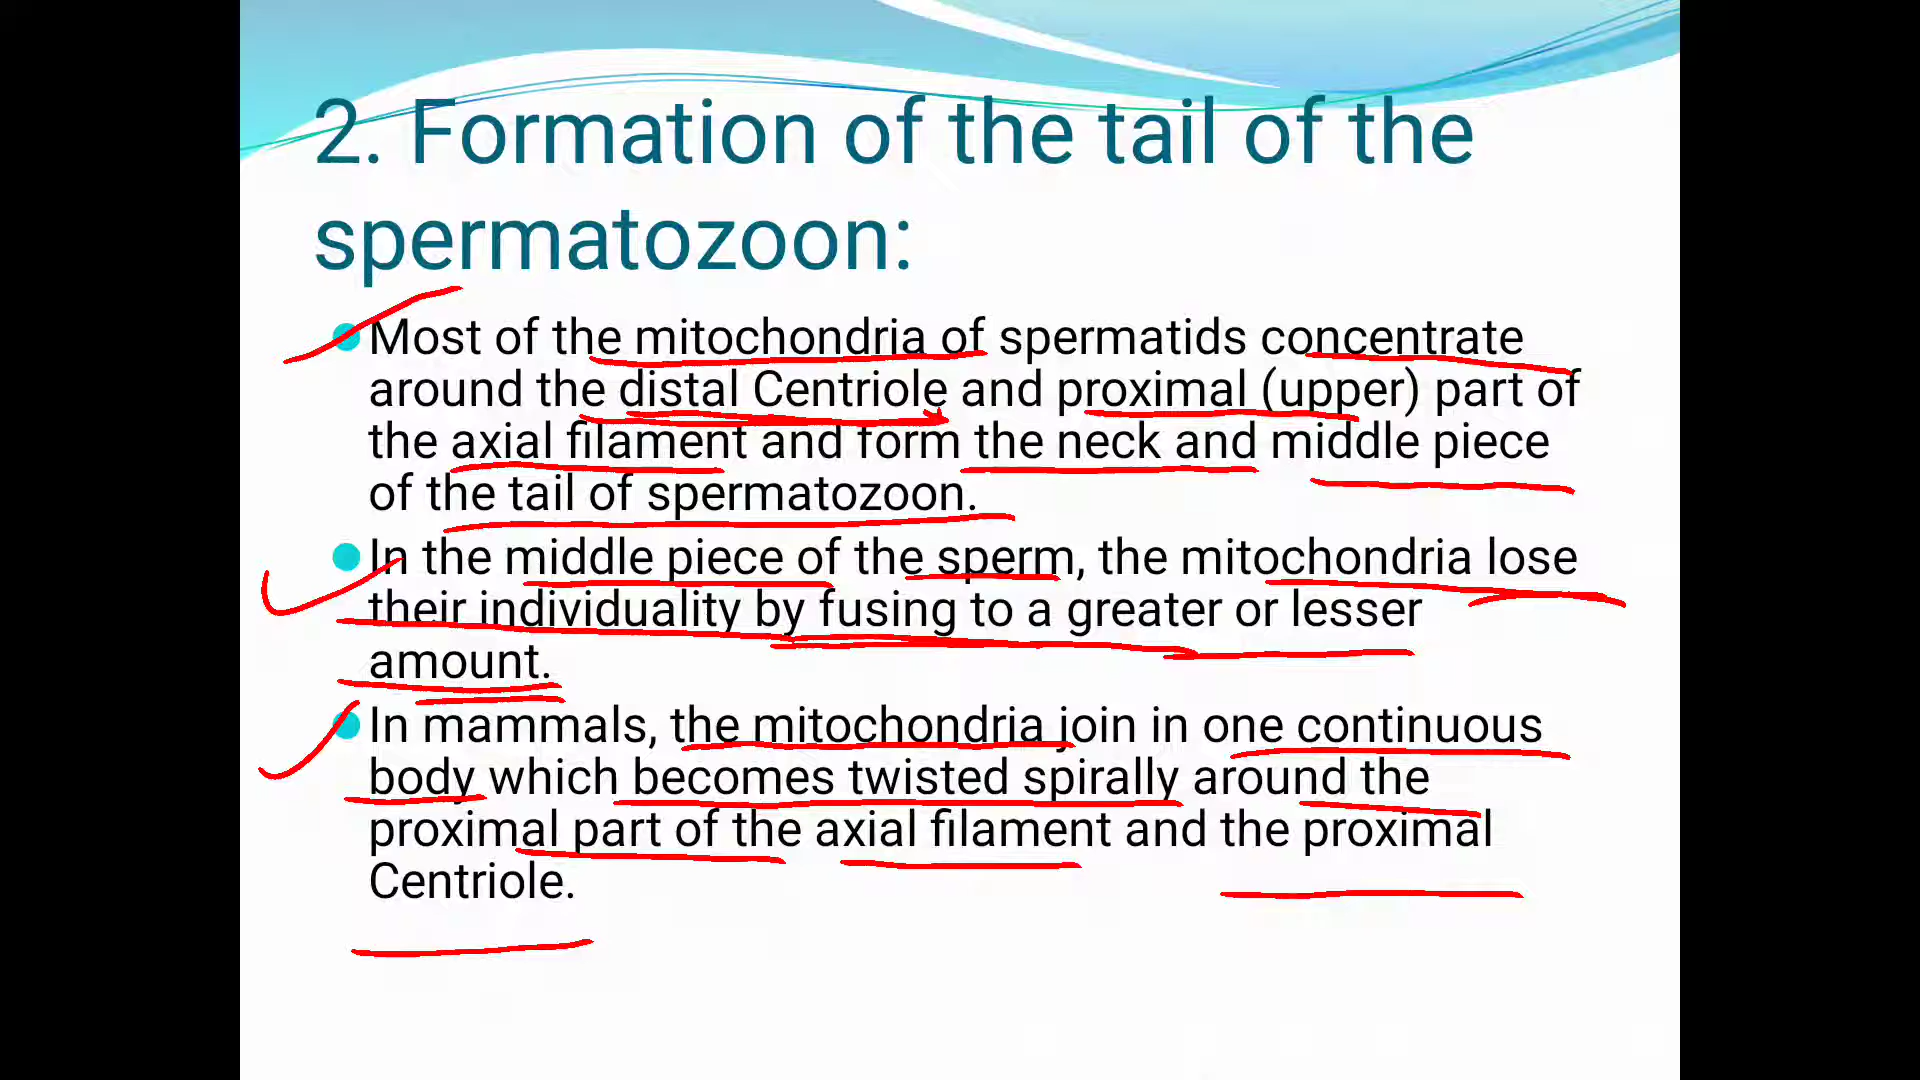 2. Formation of the tail of the
spermatozoon:
Most of the mitochondria of spermatids concentrate
around the distal Centriole and proximal (upper) part of
the axial filament and form the neck and middle piece
of the tail of spermatozoon.
In the middle piece of the sperm, the mitochondria lose
their individuality by fusing to a greater or lesser
amount.
In mammals, the mitochondria join in one continuous
body which becomes twisted spirally around the
proximal part of the axial filament and the proximal
Centriole.